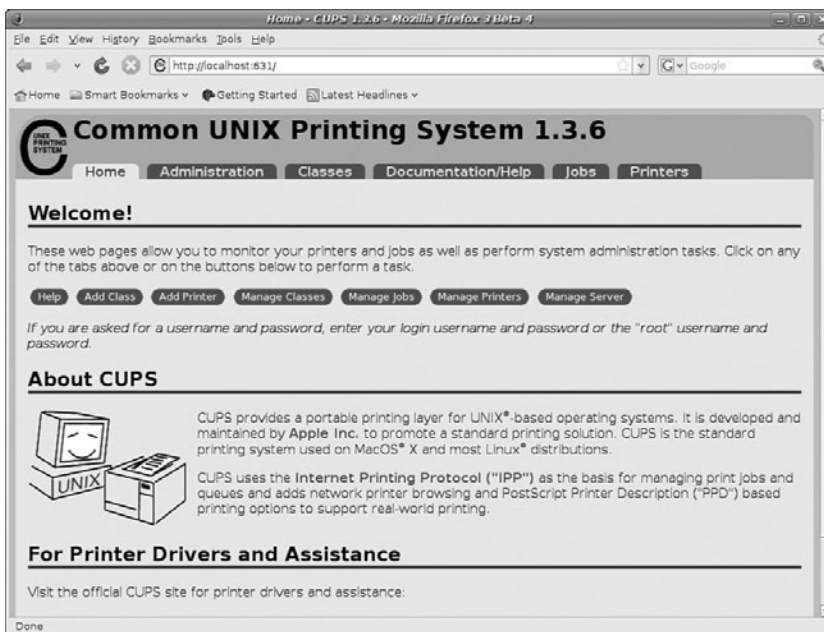 Home - CUPS 1.3.6 - Mozilla Firefox 3 Beta 4
File Edit View History Bookmarks Tools Help
http://localhost:631/
G Google
Home Smart Bookmarks Getting Started Latest Headlines
UNIX
PRINTING
SYSTEM
Common UNIX Printing System 1.3.6
Home Administration Classes Documentation/Help Jobs Printers
Welcome!
These web pages allow you to monitor your printers and jobs as well as perform system administration tasks. Click on any
of the tabs above or on the buttons below to perform a task.
Help Add Class Add Printer Manage Classes Manage Jobs Manage Printers Manage Server
If you are asked for a username and password, enter your login username and password or the "root" username and
password.
About CUPS
UNIX
CUPS provides a portable printing layer for UNIX®-based operating systems. It is developed and
maintained by Apple Inc. to promote a standard printing solution. CUPS is the standard
printing system used on MacOS® X and most Linux® distributions.
CUPS uses the Internet Printing Protocol ("IPP") as the basis for managing print jobs and
queues and adds network printer browsing and PostScript Printer Description ("PPD") based
printing options to support real-world printing.
For Printer Drivers and Assistance
Visit the official CUPS site for printer drivers and assistance:
Done